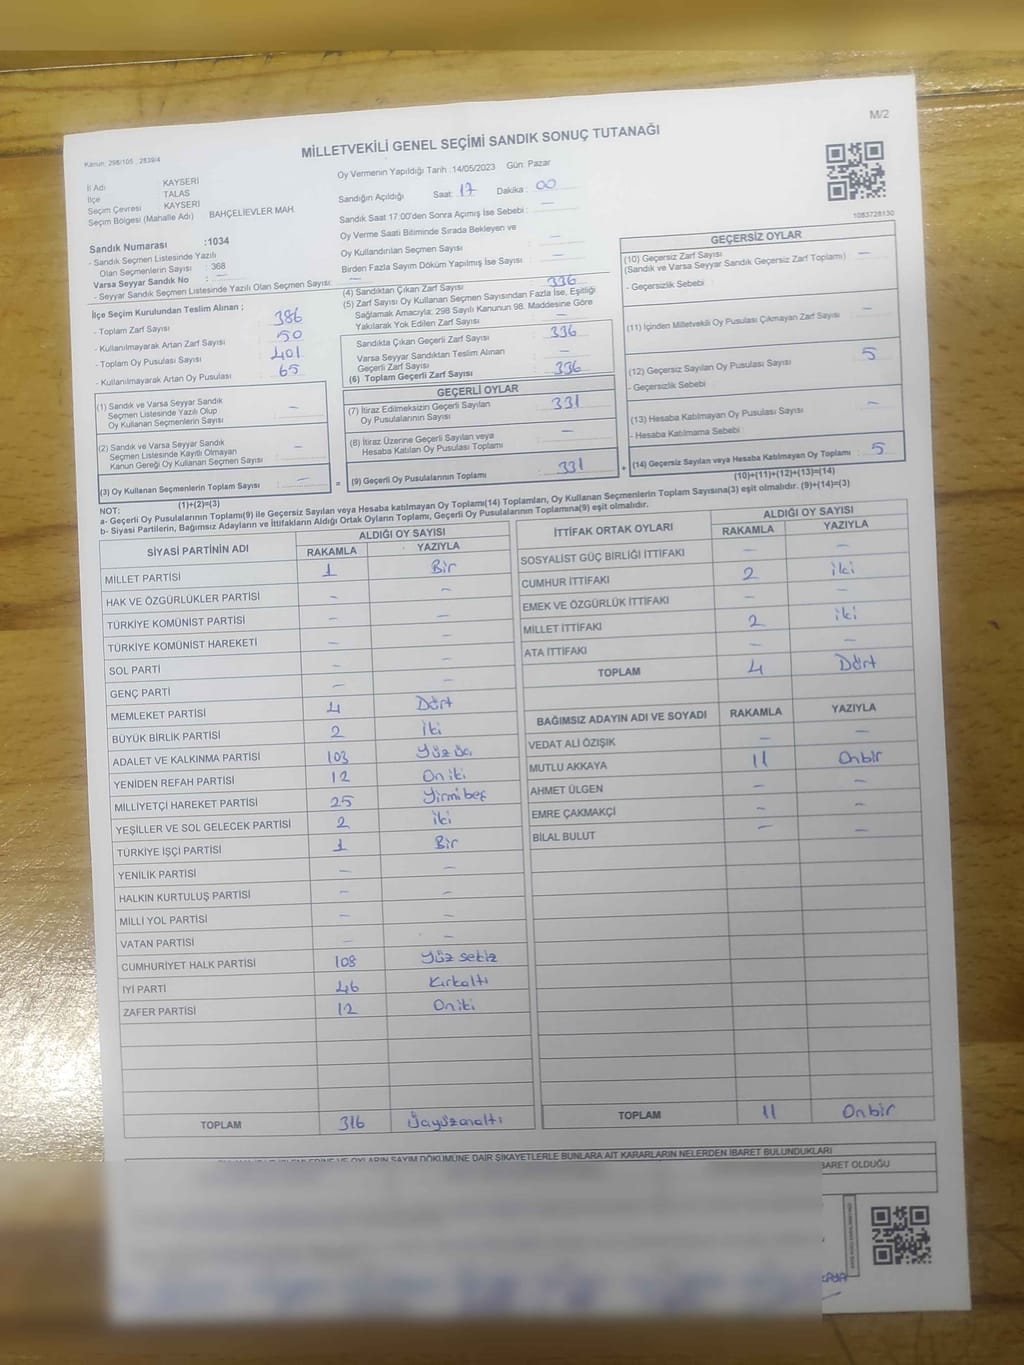 M/2
MİLLETVEKİLİ GENEL SEÇİMİ SANDIK SONUÇ TUTANAĞI
Kanun: 298/105 , 2839/4
İl Adı KAYSERİ
İlçe TALAS
Seçim Çevresi KAYSERİ
Seçim Bölgesi (Mahalle Adı) BAHÇELİEVLER MAH.
Sandık Numarası :1034
- Sandık Seçmen Listesinde Yazılı
Olan Seçmenlerin Sayısı : 368
Varsa Seyyar Sandık No : —
- Seyyar Sandık Seçmen Listesinde Yazılı Olan Seçmen Sayısı: —
İlçe Seçim Kurulundan Teslim Alınan ;
- Toplam Zarf Sayısı : 386
- Kullanılmayarak Artan Zarf Sayısı : 50
- Toplam Oy Pusulası Sayısı : 401
- Kullanılmayarak Artan Oy Pusulası : 65
(1) Sandık ve Varsa Seyyar Sandık
Seçmen Listesinde Yazılı Olup
Oy Kullanan Seçmenlerin Sayısı : —
(2) Sandık ve Varsa Seyyar Sandık
Seçmen Listesinde Kayıtlı Olmayan
Kanun Gereği Oy Kullanan Seçmen Sayısı : —
(3) Oy Kullanan Seçmenlerin Toplam Sayısı : —
(1)+(2)=(3)
Oy Vermenin Yapıldığı Tarih :14/05/2023 Gün: Pazar
Sandığın Açıldığı Saat: 17 Dakika : 00
Sandık Saat 17:00'den Sonra Açımış İse Sebebi : —
Oy Verme Saati Bitiminde Sırada Bekleyen ve
Oy Kullandırılan Seçmen Sayısı : —
Birden Fazla Sayım Döküm Yapılmış İse Sayısı : —
(4) Sandıktan Çıkan Zarf Sayısı : 336
(5) Zarf Sayısı Oy Kullanan Seçmen Sayısından Fazla İse, Eşitliği
Sağlamak Amacıyla; 298 Sayılı Kanunun 98. Maddesine Göre
Yakılarak Yok Edilen Zarf Sayısı : —
Sandıkta Çıkan Geçerli Zarf Sayısı : 336
Varsa Seyyar Sandıktan Teslim Alınan
Geçerli Zarf Sayısı : —
(6) Toplam Geçerli Zarf Sayısı : 336
GEÇERLİ OYLAR
(7) İtiraz Edilmeksizin Geçerli Sayılan
Oy Pusulalarının Sayısı : 331
(8) İtiraz Üzerine Geçerli Sayılan veya
Hesaba Katılan Oy Pusulası Toplamı : —
= (9) Geçerli Oy Pusulalarının Toplamı : 331 +
1083728130
GEÇERSİZ OYLAR
(10) Geçersiz Zarf Sayısı : —
(Sandık ve Varsa Seyyar Sandık Geçersiz Zarf Toplamı)
- Geçersizlik Sebebi :
(11) İçinden Milletvekili Oy Pusulası Çıkmayan Zarf Sayısı : —
(12) Geçersiz Sayılan Oy Pusulası Sayısı : 5
- Geçersizlik Sebebi :
(13) Hesaba Katılmayan Oy Pusulası Sayısı : —
- Hesaba Katılmama Sebebi :
(14) Geçersiz Sayılan veya Hesaba Katılmayan Oy Toplamı : 5
(10)+(11)+(12)+(13)=(14)
NOT:
a- Geçerli Oy Pusulalarının Toplamı(9) ile Geçersiz Sayılan veya Hesaba katılmayan Oy Toplamı(14) Toplamları, Oy Kullanan Seçmenlerin Toplam Sayısına(3) eşit olmalıdır. (9)+(14)=(3)
b- Siyasi Partilerin, Bağımsız Adayların ve İttifakların Aldığı Ortak Oyların Toplamı, Geçerli Oy Pusulalarının Toplamına(9) eşit olmalıdır.
SİYASİ PARTİNİN ADI ALDIĞI OY SAYISI
RAKAMLA YAZIYLA
MİLLET PARTİSİ 1 Bir
HAK VE ÖZGÜRLÜKLER PARTİSİ — —
TÜRKİYE KOMÜNİST PARTİSİ — —
TÜRKİYE KOMÜNİST HAREKETİ — —
SOL PARTİ — —
GENÇ PARTİ — —
MEMLEKET PARTİSİ 4 Dört
BÜYÜK BİRLİK PARTİSİ 2 İki
ADALET VE KALKINMA PARTİSİ 103 Yüz üç
YENİDEN REFAH PARTİSİ 12 On iki
MİLLİYETÇİ HAREKET PARTİSİ 25 Yirmibeş
YEŞİLLER VE SOL GELECEK PARTİSİ 2 iki
TÜRKİYE İŞÇİ PARTİSİ 1 Bir
YENİLİK PARTİSİ — —
HALKIN KURTULUŞ PARTİSİ — —
MİLLİ YOL PARTİSİ — —
VATAN PARTİSİ — —
CUMHURİYET HALK PARTİSİ 108 Yüz sekiz
İYİ PARTİ 46 Kırkaltı
ZAFER PARTİSİ 12 On iki
TOPLAM 316 Üçyüzonaltı
İTTİFAK ORTAK OYLARI ALDIĞI OY SAYISI
RAKAMLA YAZIYLA
SOSYALİST GÜÇ BİRLİĞİ İTTİFAKI — —
CUMHUR İTTİFAKI 2 iki
EMEK VE ÖZGÜRLÜK İTTİFAKI — —
MİLLET İTTİFAKI 2 iki
ATA İTTİFAKI — —
TOPLAM 4 Dört
BAĞIMSIZ ADAYIN ADI VE SOYADI RAKAMLA YAZIYLA
VEDAT ALİ ÖZIŞIK — —
MUTLU AKKAYA 11 Onbir
AHMET ÜLGEN — —
EMRE ÇAKMAKÇİ — —
BİLAL BULUT — —
TOPLAM 11 Onbir
OYLARIN SAYIM DÖKÜMÜNE DAİR ŞİKAYETLERLE BUNLARA AİT KARARLARIN NELERDEN İBARET BULUNDUKLARI
İBARET OLDUĞU